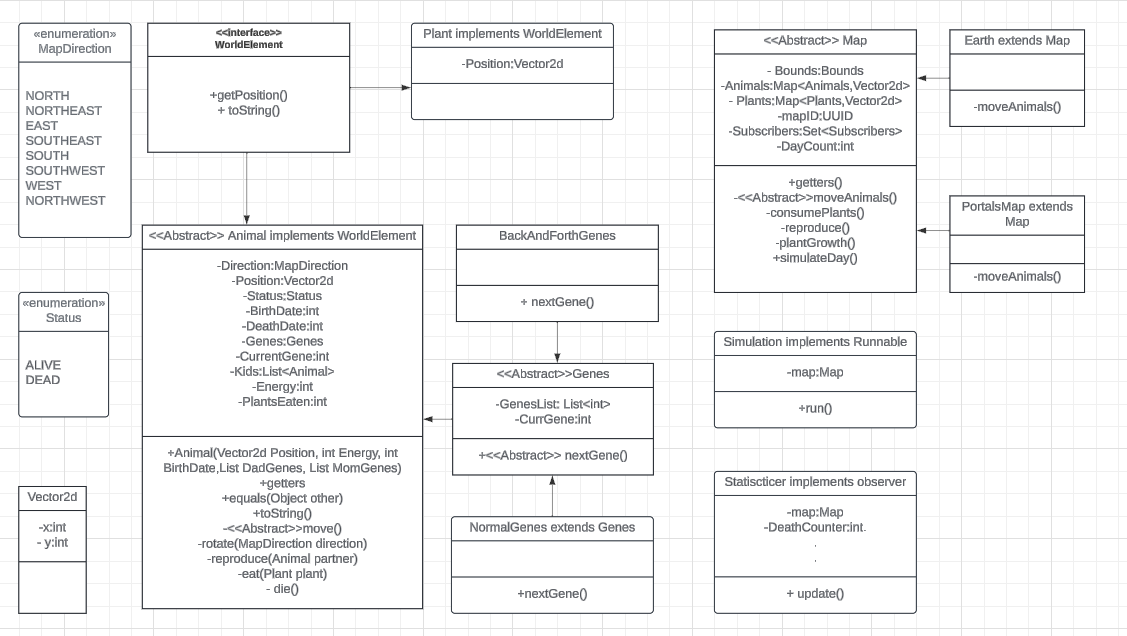 «enumeration»
MapDirection
NORTH
NORTHEAST
EAST
SOUTHEAST
SOUTH
SOUTHWEST
WEST
NORTHWEST
<<interface>>
WorldElement
+getPosition()
+ toString()
Plant implements WorldElement
-Position;Vector2d
<<Abstract>> Map
- Bounds:Bounds
-Animals:Map<Animals,Vector2d>
- Plants:Map<Plants,Vector2d>
-mapID:UUID
-Subscribers:Set<Subscribers>
-DayCount:int
+getters()
-<<Abstract>>moveAnimals()
-consumePlants()
-reproduce()
-plantGrowth()
+simulateDay()
Earth extends Map
-moveAnimals()
PortalsMap extends
Map
-moveAnimals()
«enumeration»
Status
ALIVE
DEAD
<<Abstract>> Animal implements WorldElement
-Direction:MapDirection
-Position:Vector2d
-Status;Status
-BirthDate:int
-DeathDate:int
-Genes:Genes
-CurrentGene:int
-Kids:List<Animal>
-Energy:int
-PlantsEaten:int
+Animal(Vector2d Position, int Energy, int
BirthDate,List DadGenes, List MomGenes)
+getters
+equals(Object other)
+toString()
-<<Abstract>>move()
-rotate(MapDirection direction)
-reproduce(Animal partner)
-eat(Plant plant)
- die()
BackAndForthGenes
+ nextGene()
<<Abstract>>Genes
-GenesList: List<int>
-CurrGene:int
+<<Abstract>> nextGene()
NormalGenes extends Genes
+nextGene()
Simulation implements Runnable
-map:Map
+run()
Statiscticer implements observer
-map:Map
-DeathCounter:int.
.
.
+ update()
Vector2d
-x:int
- y:int